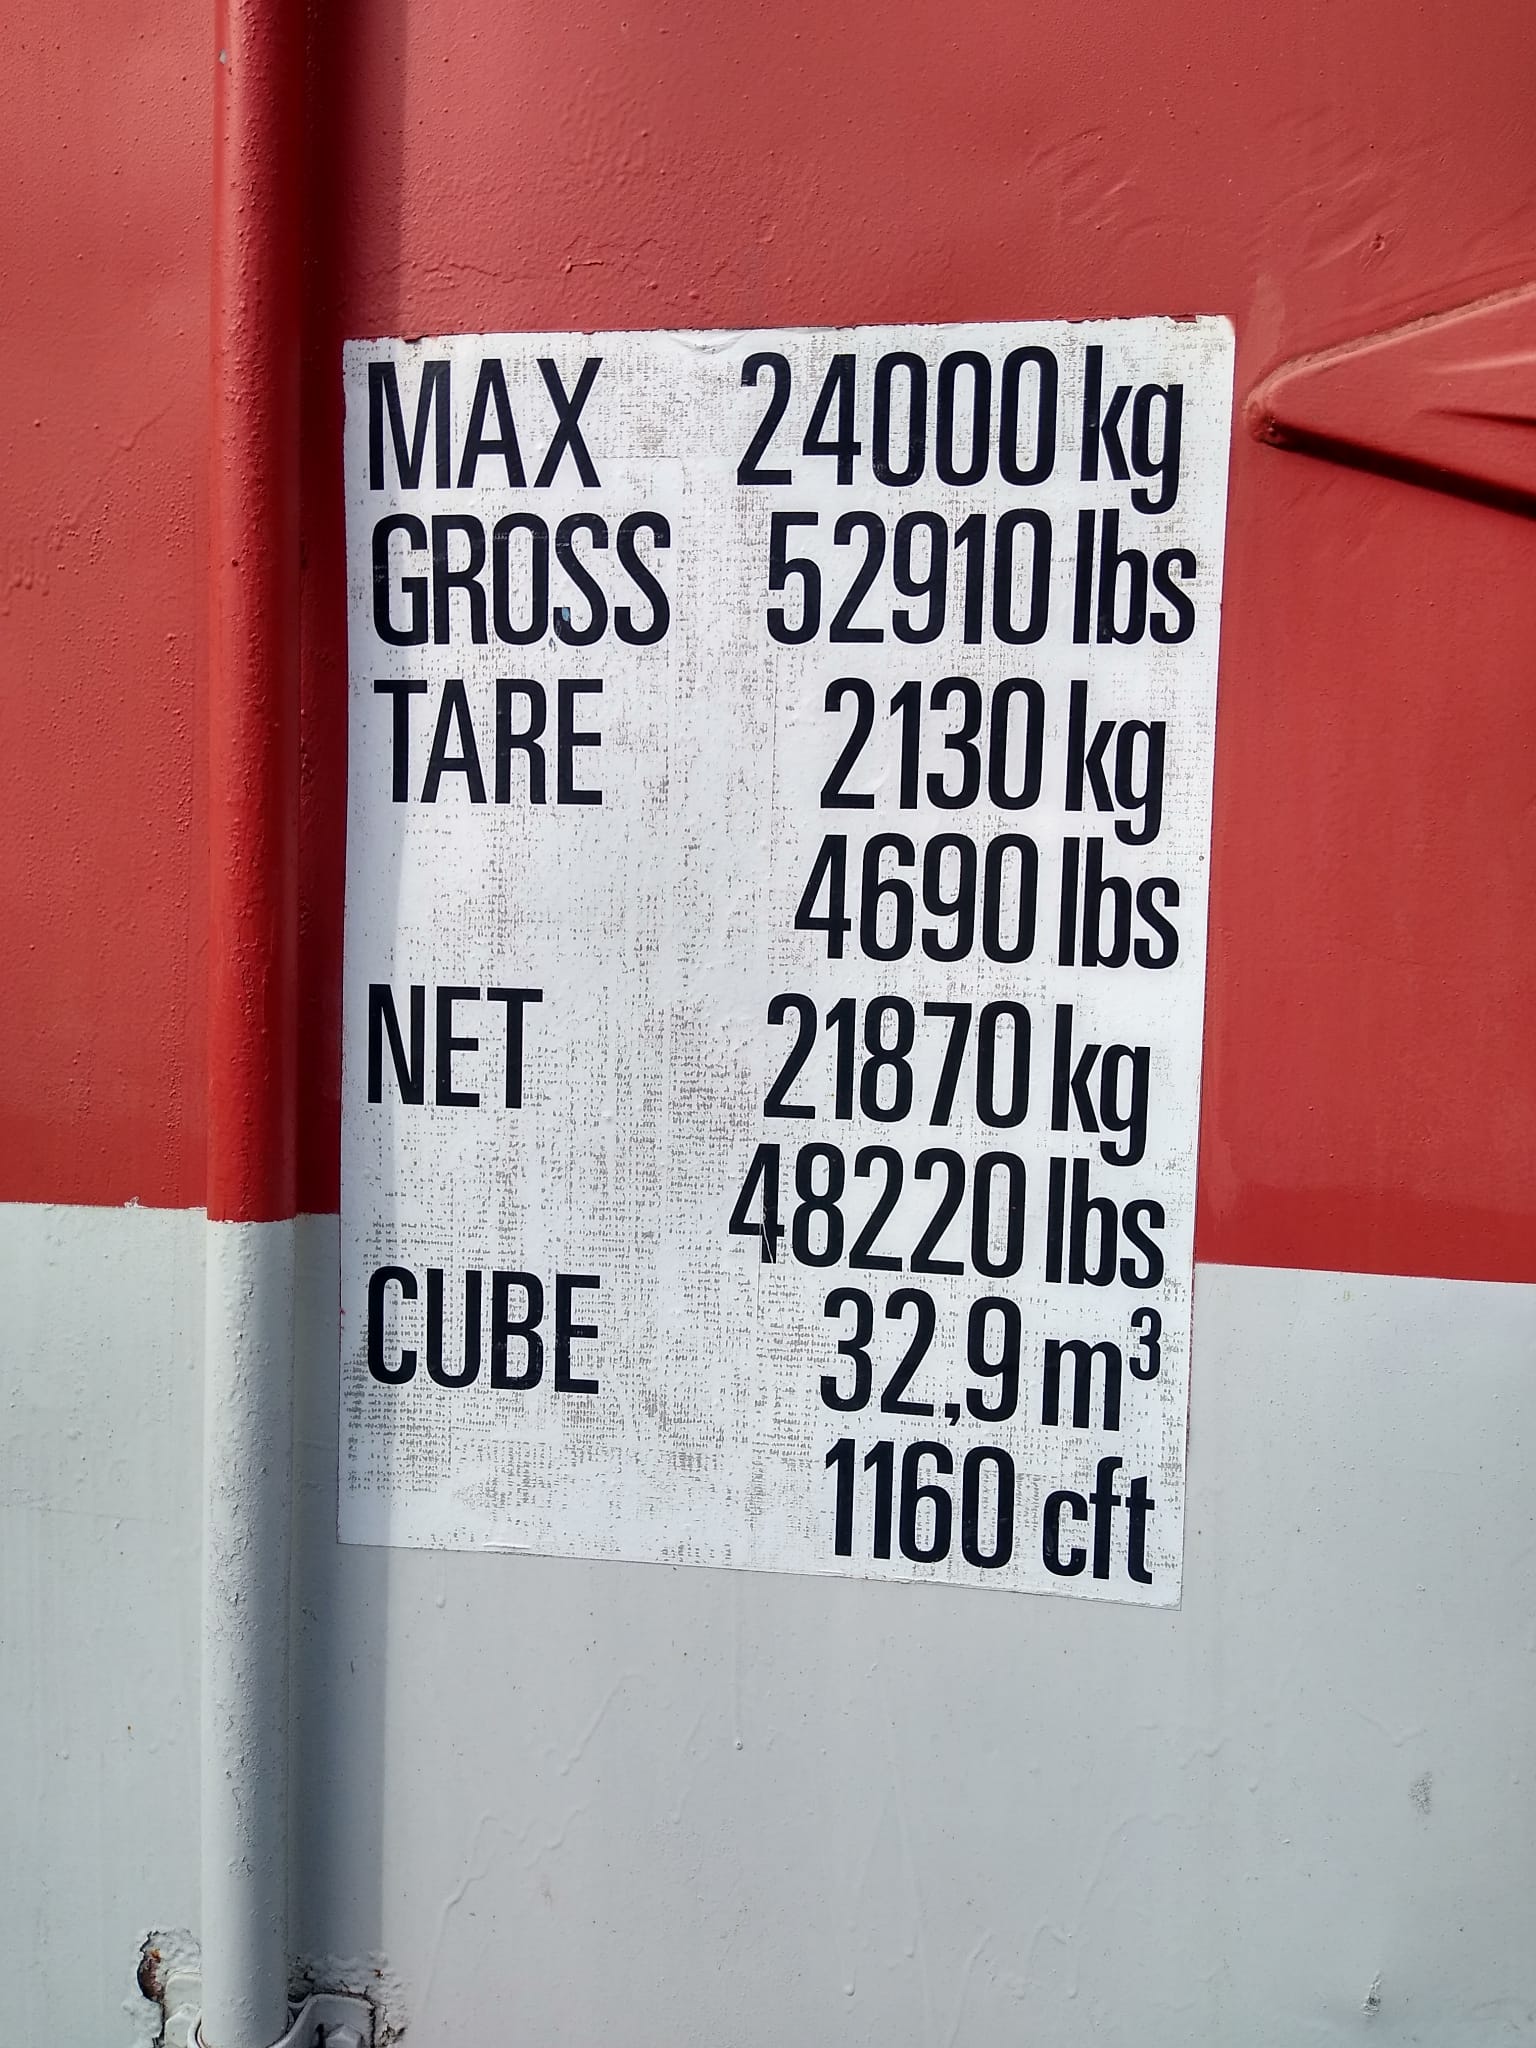 MAX 24000 kg
GROSS 52910 lbs
TARE 2130 kg
4690 lbs
NET 21870 kg
48220 lbs
CUBE 32,9 m³
1160 cft